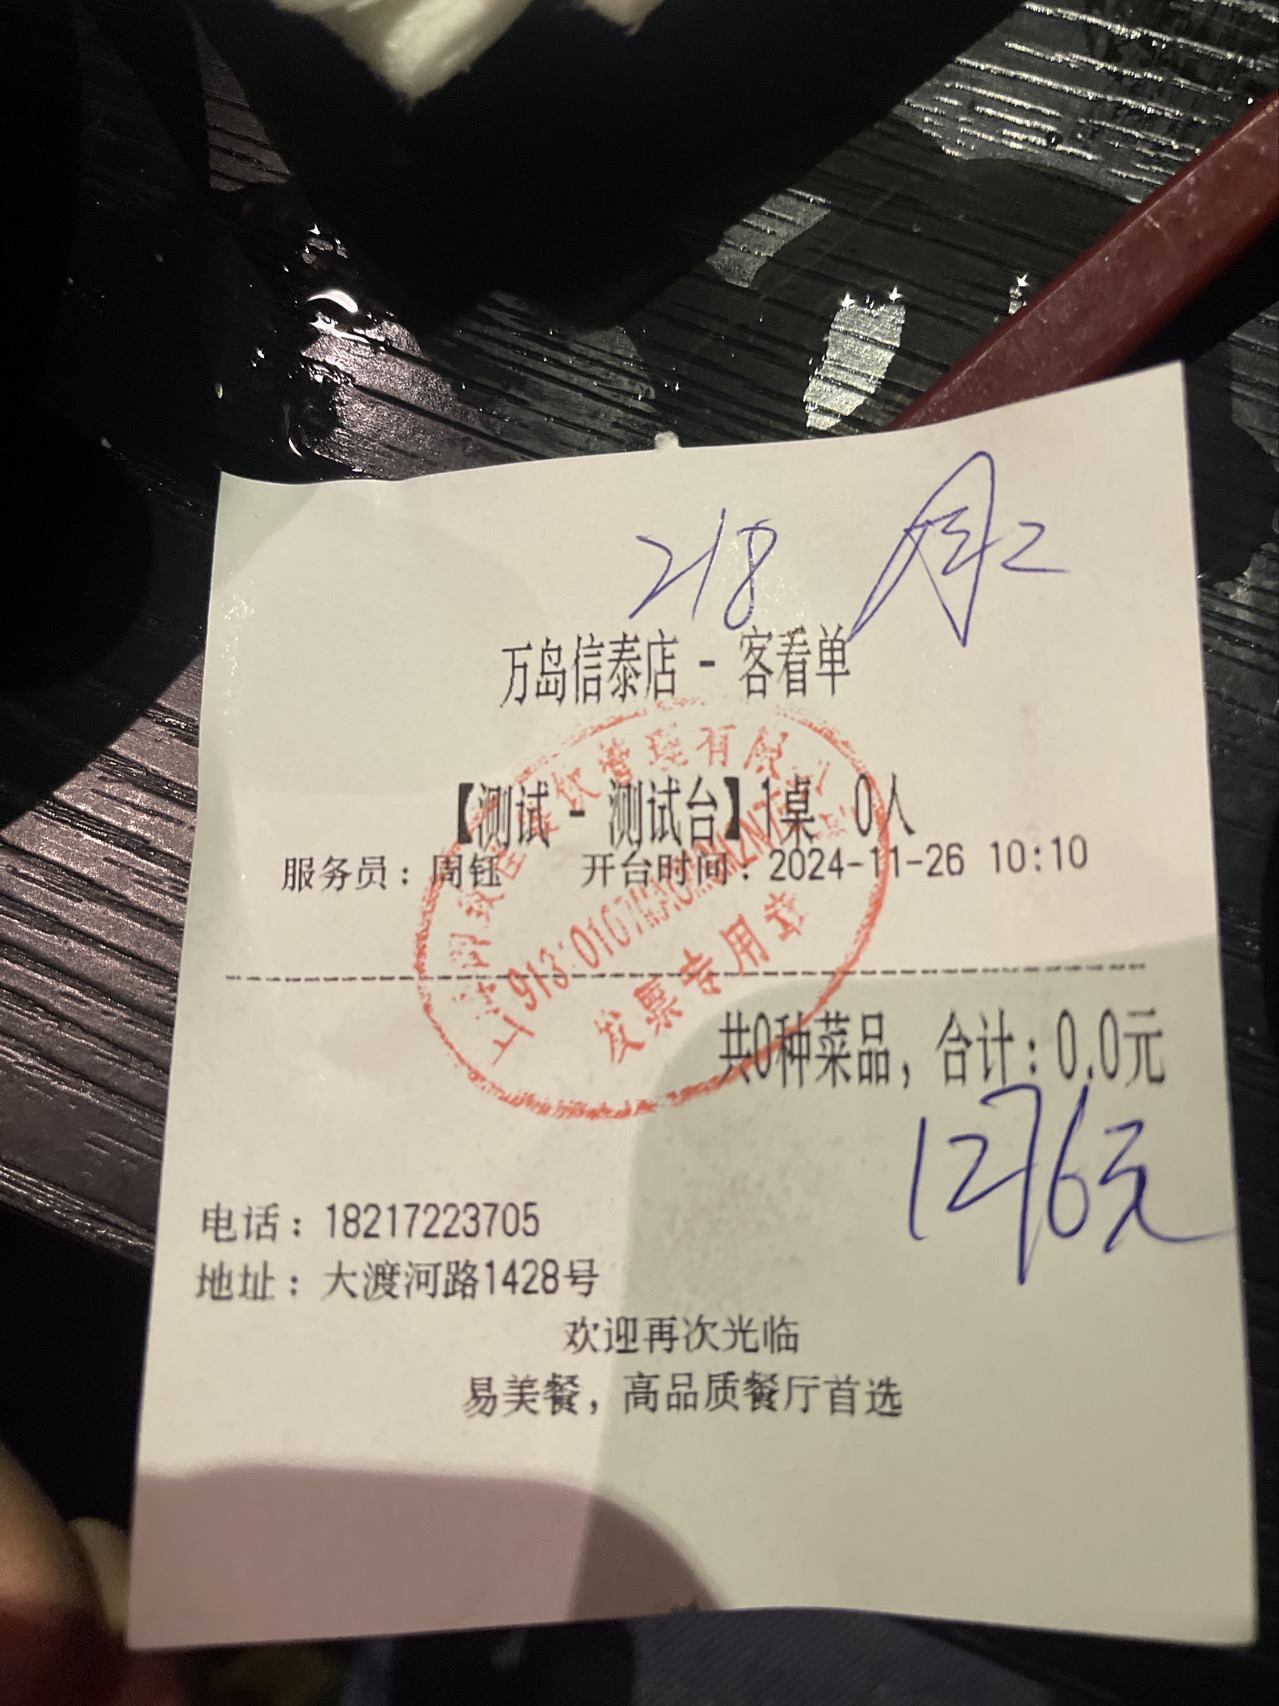 218
万岛信泰店 - 客看单
【测试 - 测试台】1桌 0人
服务员：周钰 开台时间：2024-11-26 10:10
发票专用章
共0种菜品，合计：0.0元
1276元
电话：18217223705
地址：大渡河路1428号
欢迎再次光临
易美餐，高品质餐厅首选